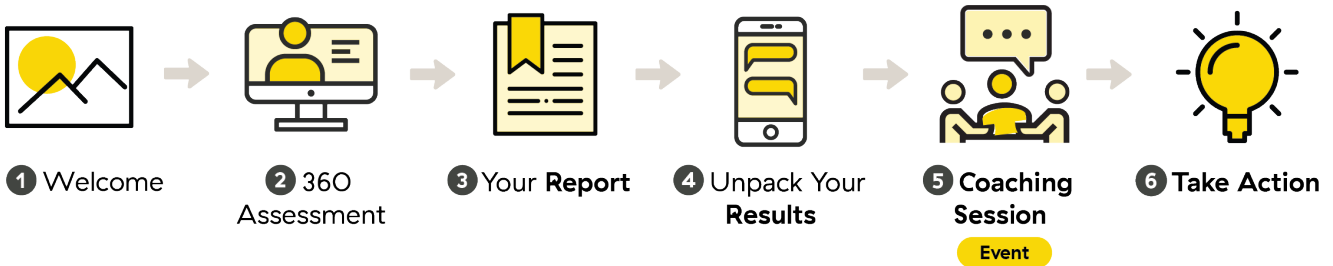 1 Welcome
2 360
Assessment
3 Your Report
4 Unpack Your
Results
5 Coaching
Session
Event
6 Take Action